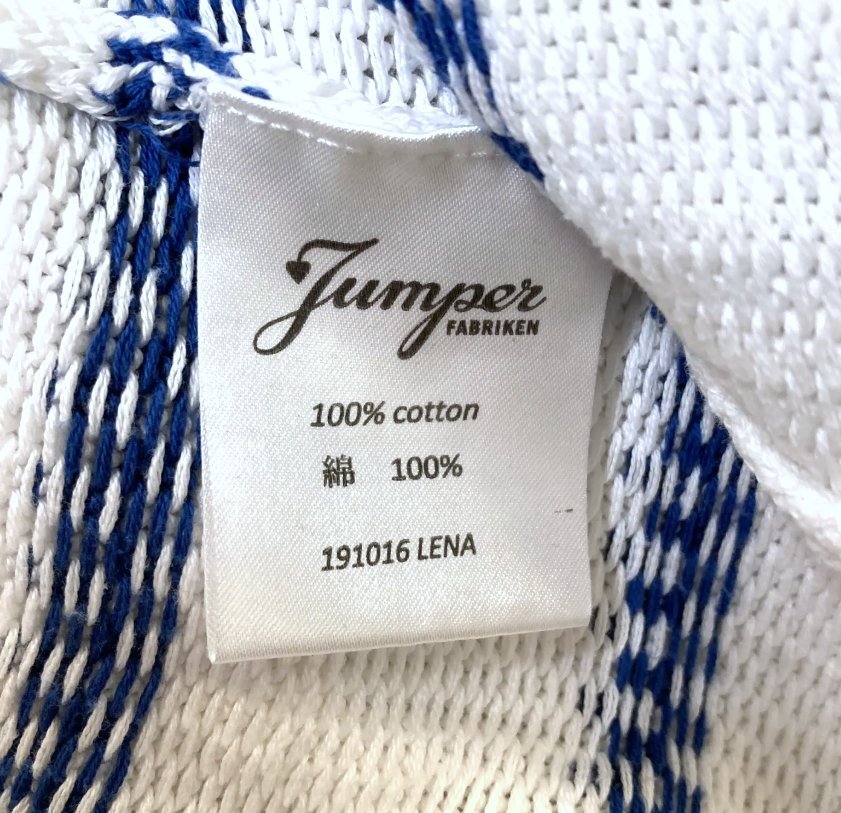 Jumper
FABRIKEN
100% cotton
綿 100%
191016 LENA